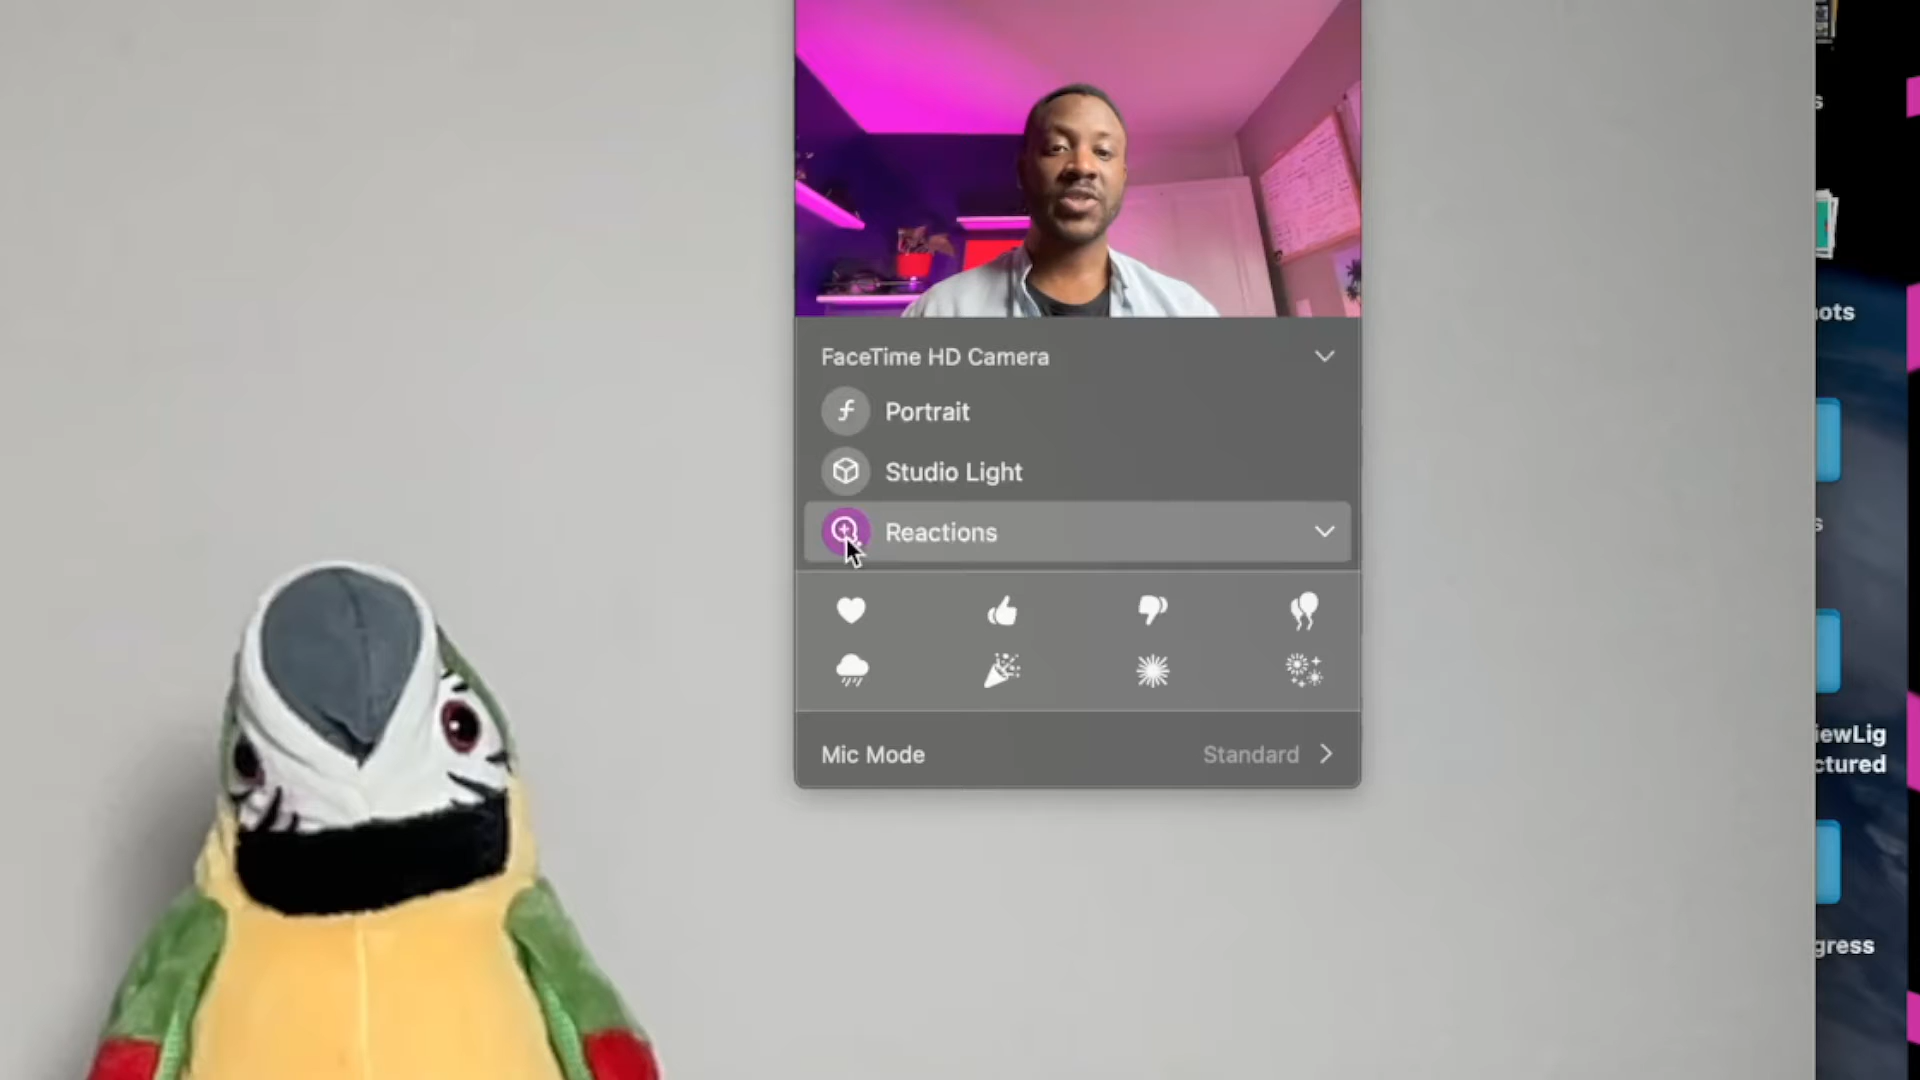 FaceTime HD Camera
Portrait
Studio Light
Reactions
Mic Mode
Standard
s
ots
s
iewLig
ctured
gress